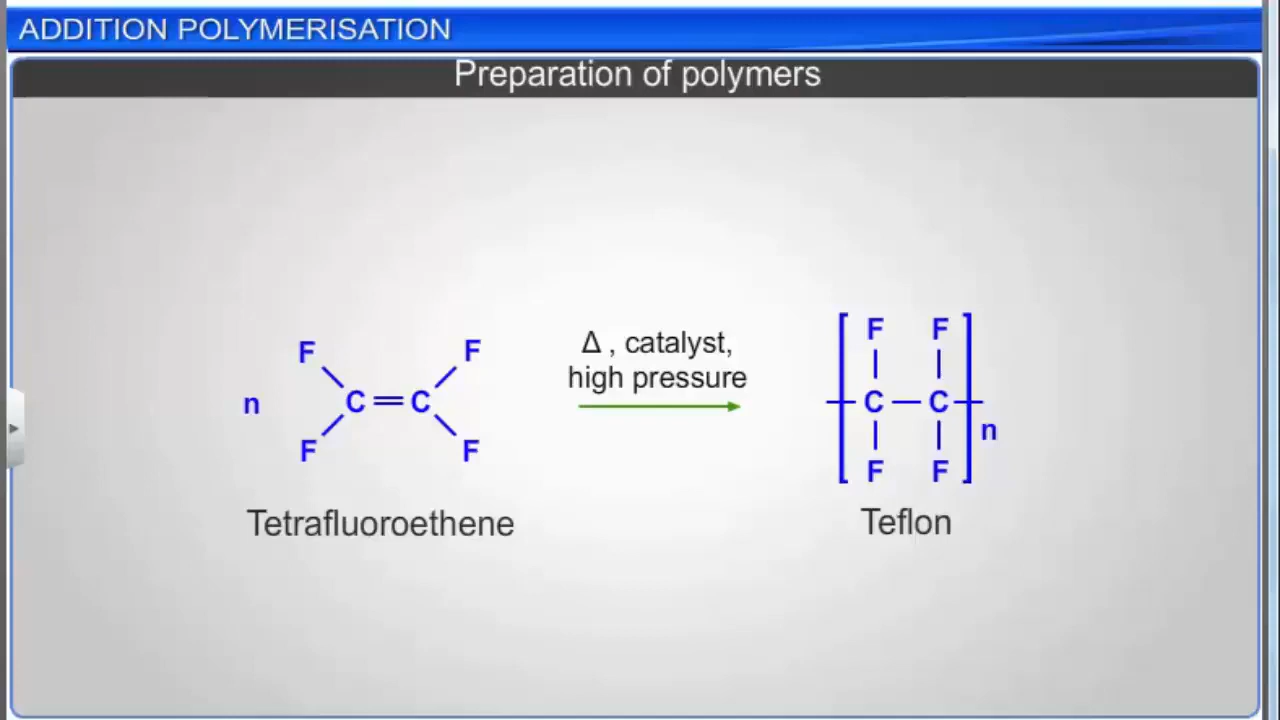 ADDITION POLYMERISATION
Preparation of polymers
F F
n C = C
F F
Δ , catalyst,
high pressure
F F
C — C
F F
n
Tetrafluoroethene
Teflon